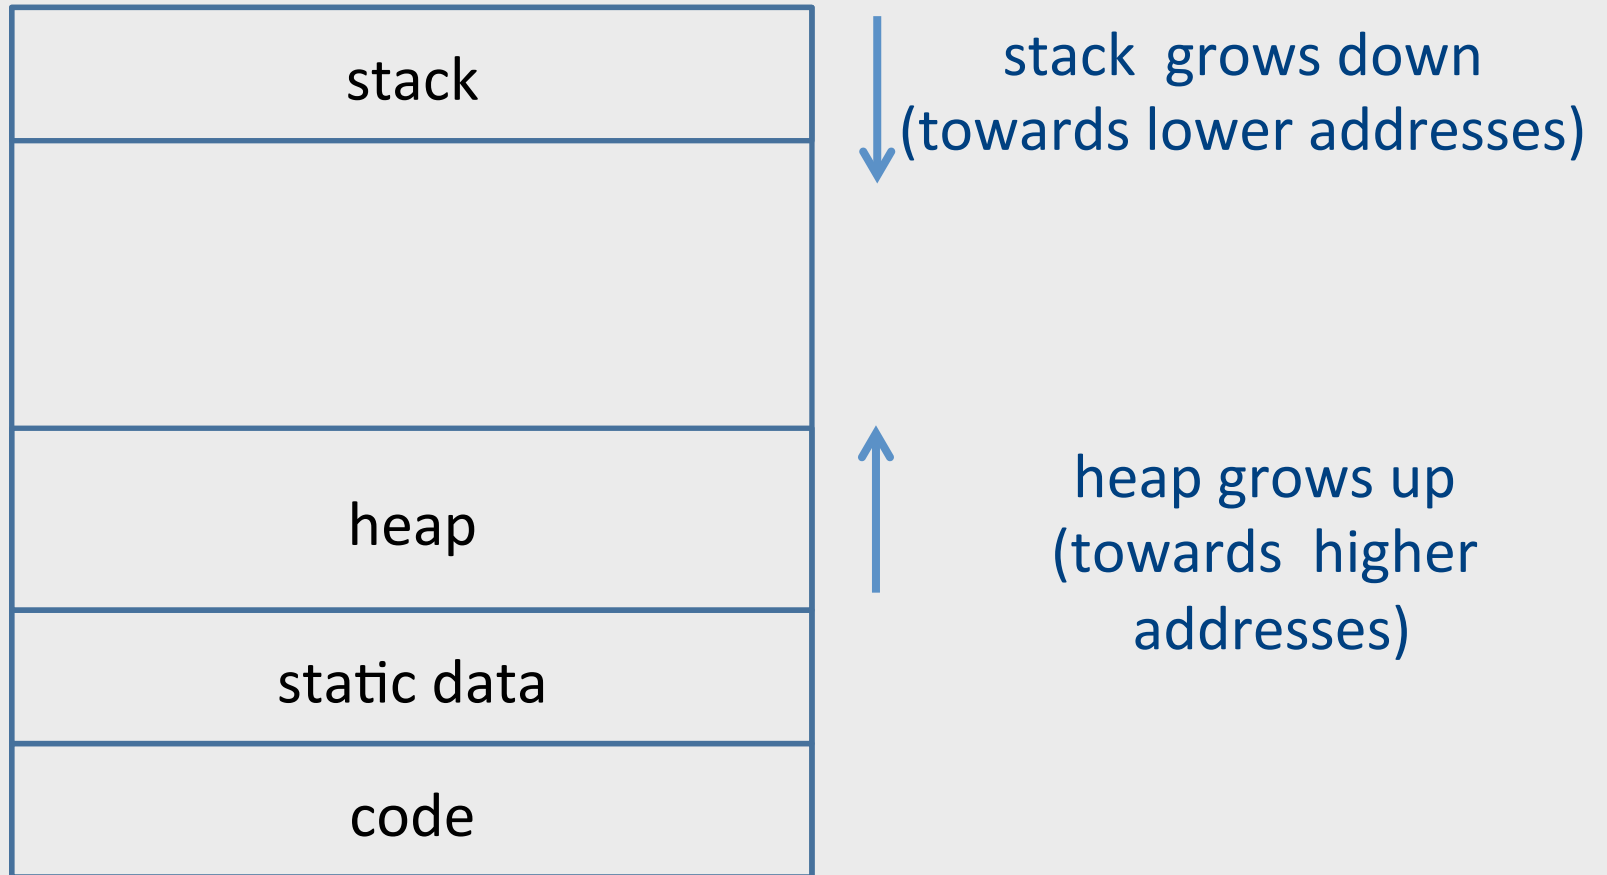 stack
stack grows down
(towards lower addresses)
heap
heap grows up
(towards higher
addresses)
static data
code